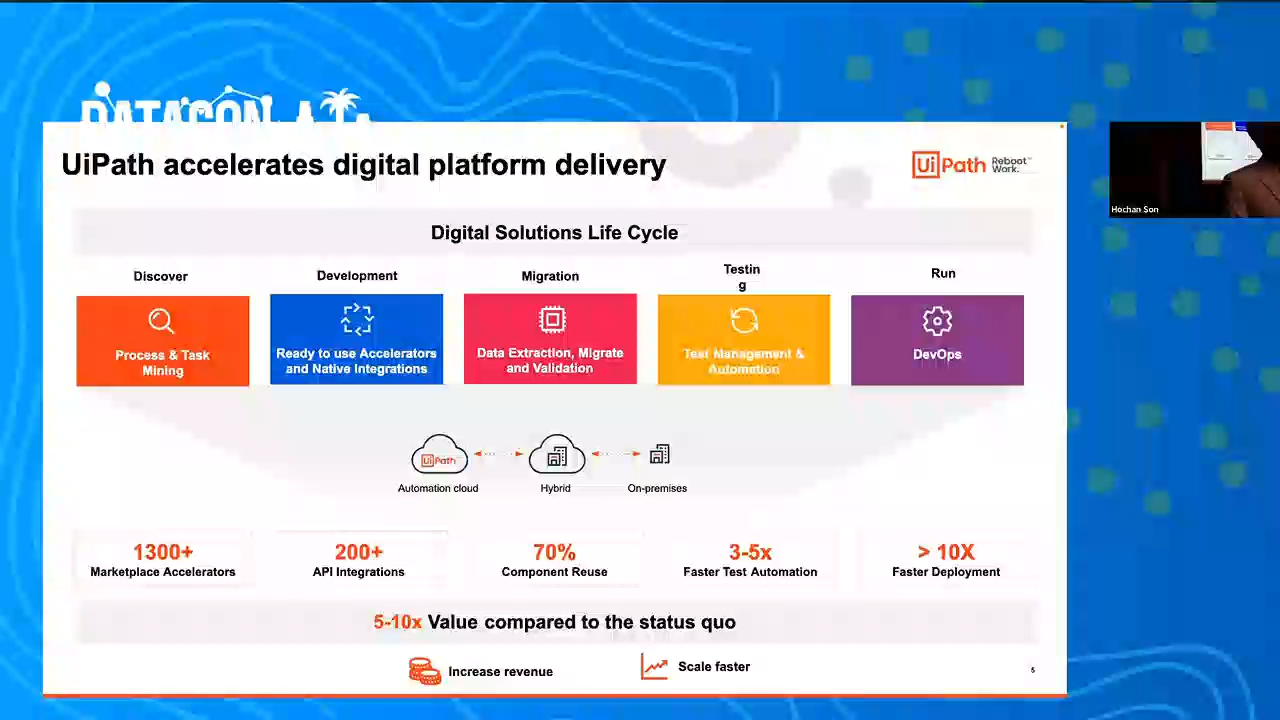 DATACON LA
UiPath accelerates digital platform delivery
UiPath Reboot
Work.™
Hochan Son
Digital Solutions Life Cycle
Discover
Development
Migration
Testin
g
Run
Process & Task
Mining
Ready to use Accelerators
and Native Integrations
Data Extraction, Migrate
and Validation
Test Management &
Automation
DevOps
UiPath
Automation cloud
Hybrid
On-premises
1300+
Marketplace Accelerators
200+
API Integrations
70%
Component Reuse
3-5x
Faster Test Automation
> 10X
Faster Deployment
5-10x Value compared to the status quo
Increase revenue
Scale faster
5